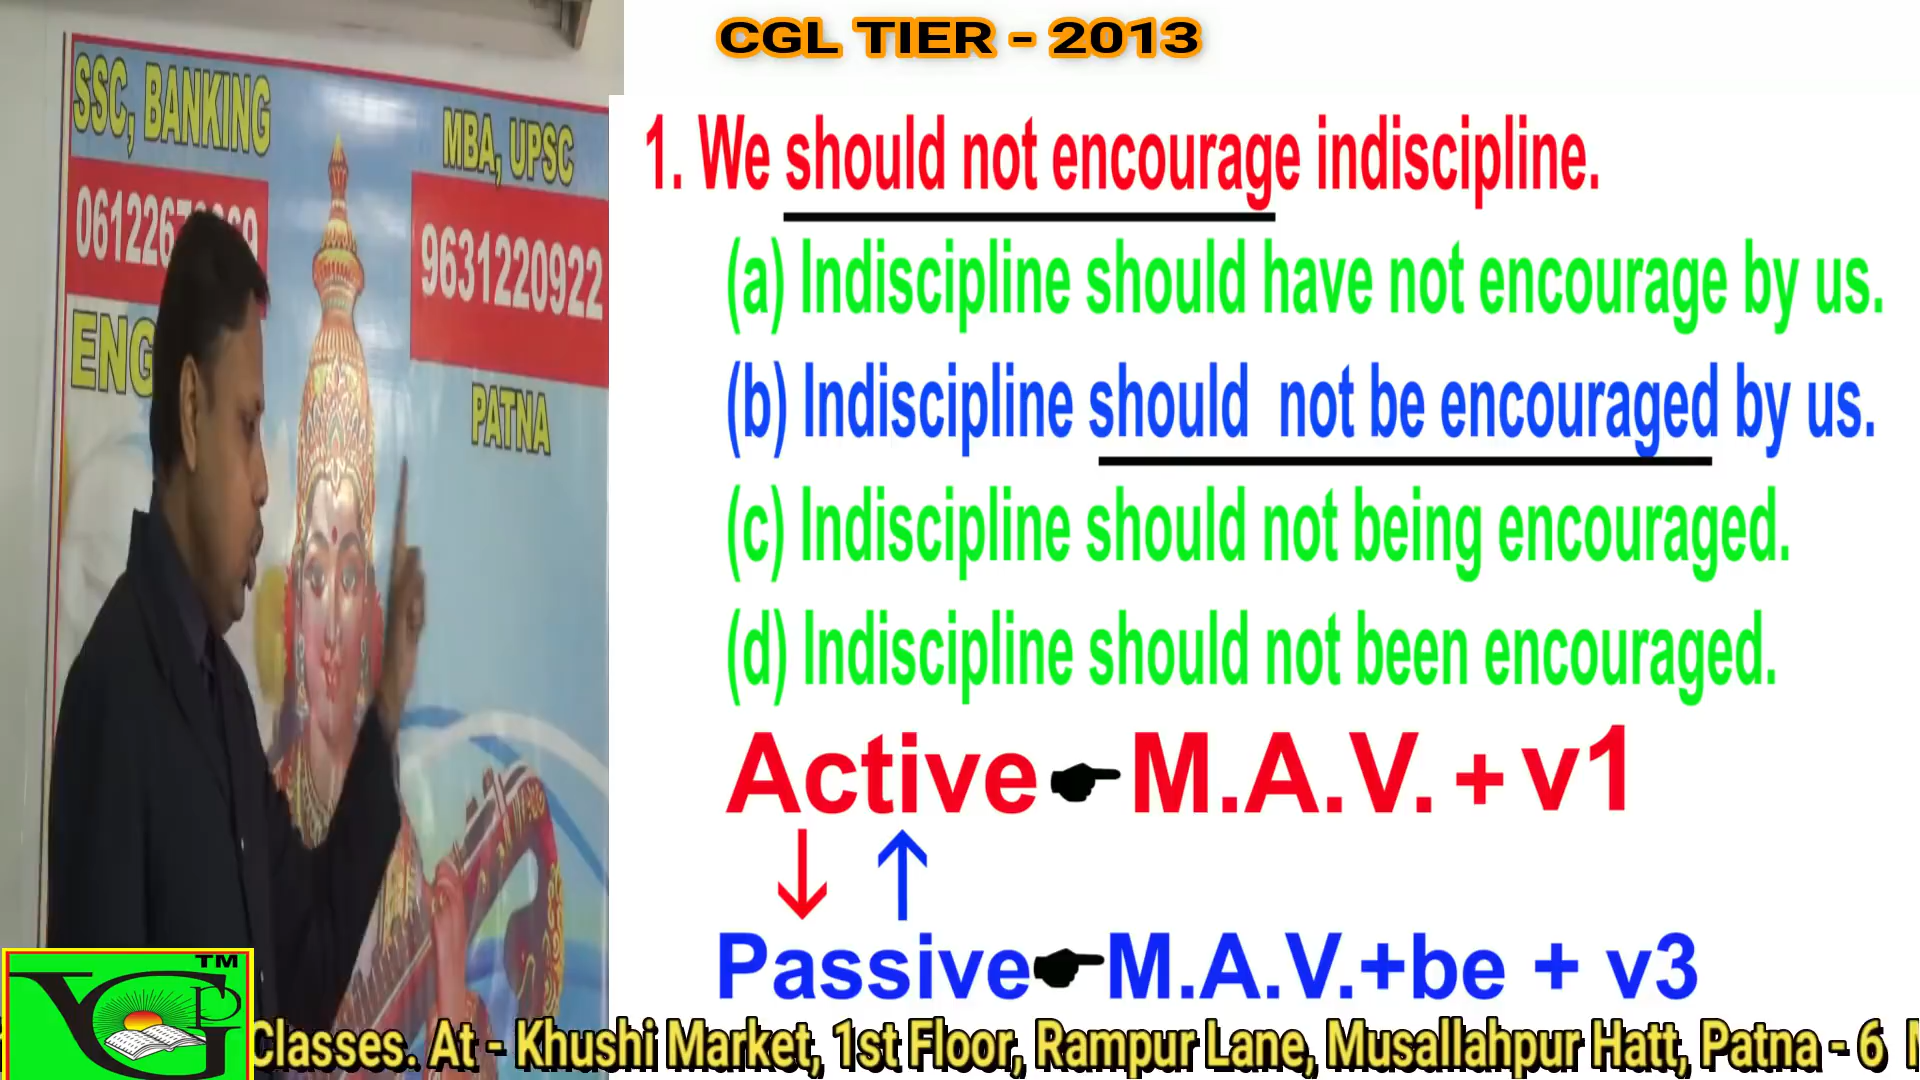 CGL TIER - 2013
SSC, BANKING
MBA, UPSC
9631220922
PATNA
1. We should not encourage indiscipline.
(a) Indiscipline should have not encourage by us.
(b) Indiscipline should not be encouraged by us.
(c) Indiscipline should not being encouraged.
(d) Indiscipline should not been encouraged.
Active M.A.V. + v1
Passive M.A.V.+be + v3
TM
YGP
Classes. At - Khushi Market, 1st Floor, Rampur Lane, Musallahpur Hatt, Patna - 6